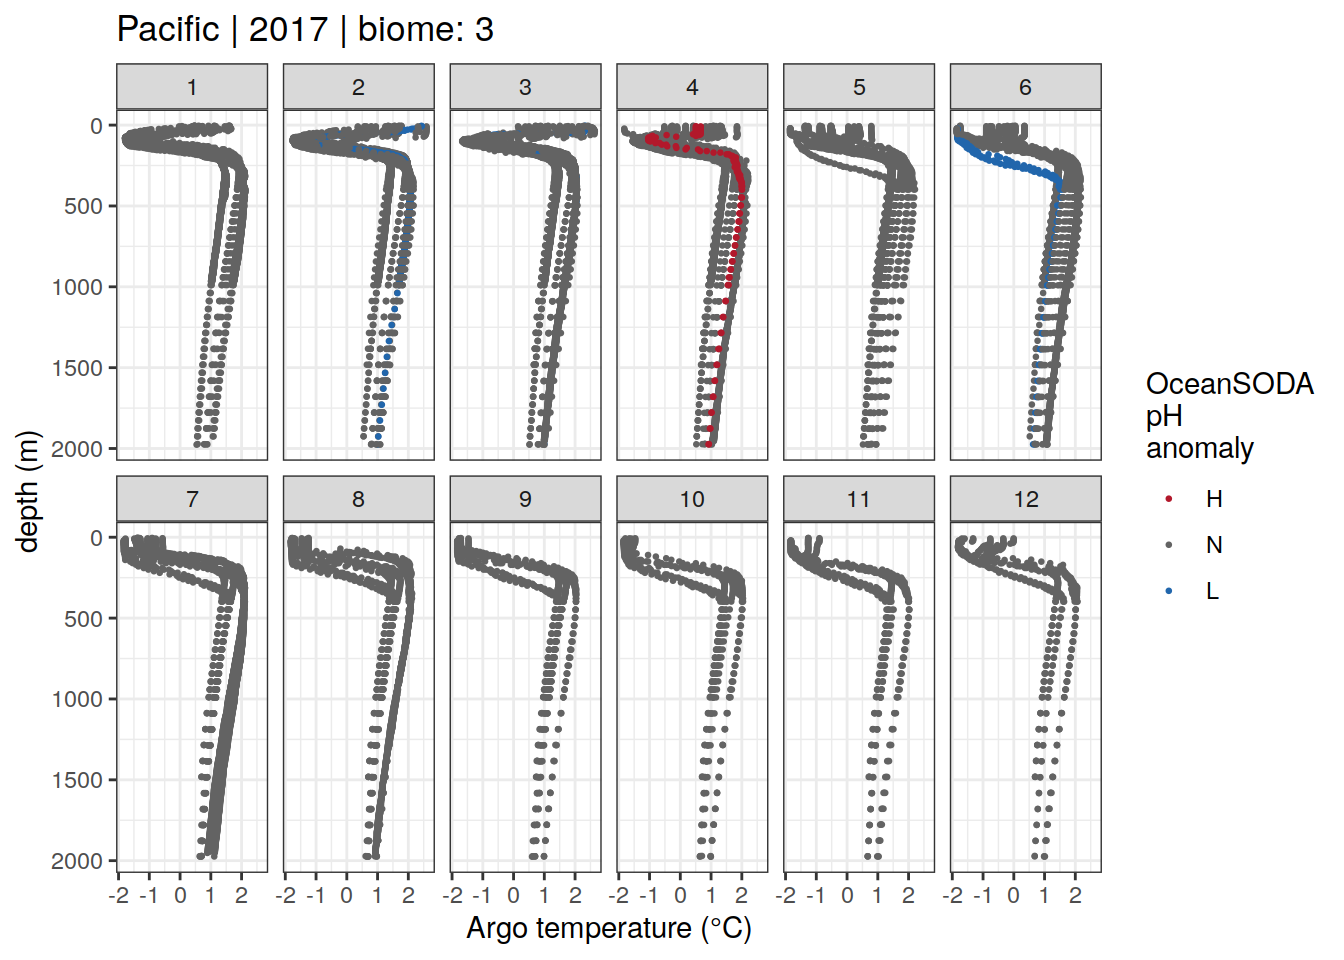 Pacific | 2017 | biome: 3
1 2 3 4 5 6
0
500
1000
1500
2000
7 8 9 10 11 12
0
500
1000
1500
2000
-2 -1 0 1 2 -2 -1 0 1 2 -2 -1 0 1 2 -2 -1 0 1 2 -2 -1 0 1 2 -2 -1 0 1 2
Argo temperature (°C)
depth (m)
OceanSODA
pH
anomaly
H
N
L